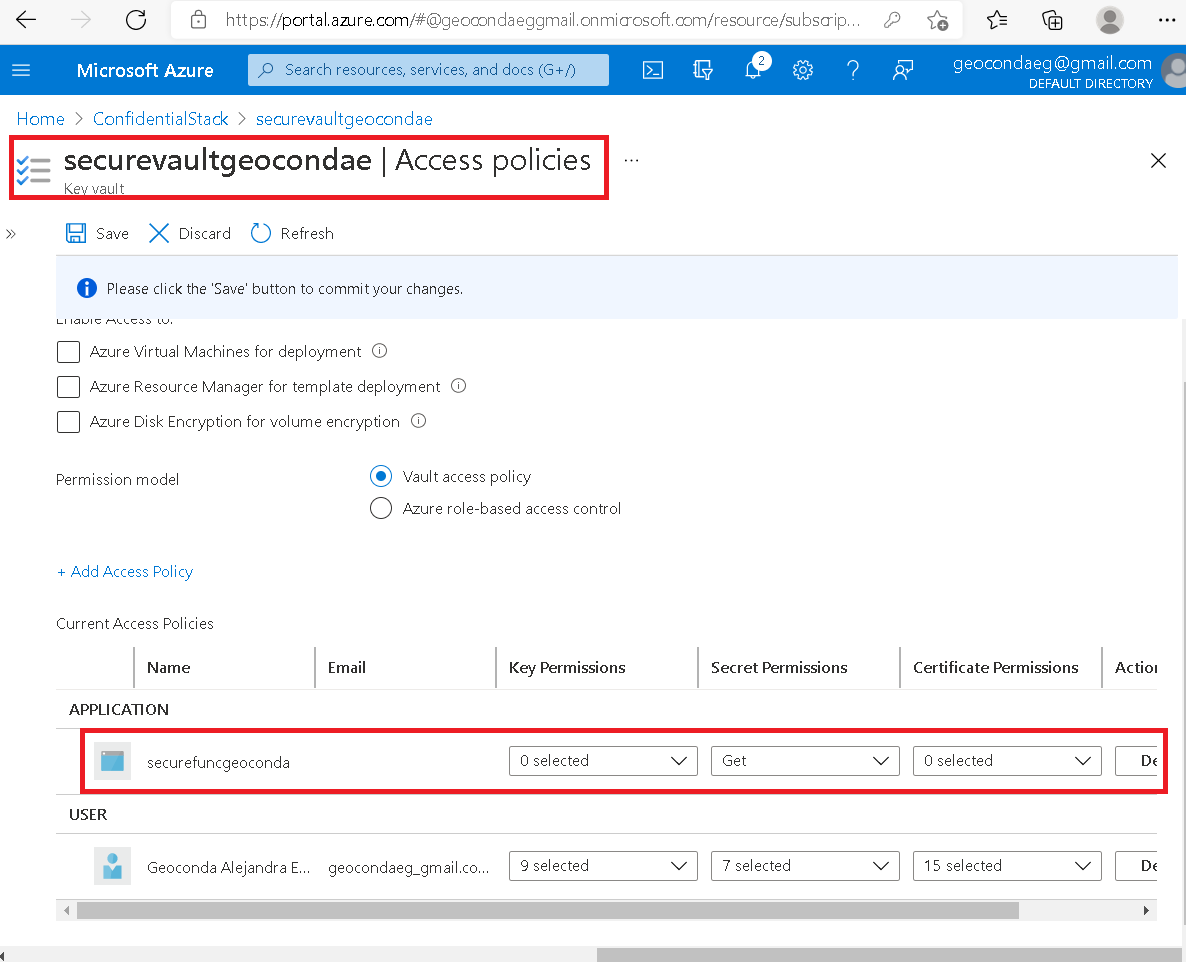 https://portal.azure.com/#@geocondaeggmail.onmicrosoft.com/resource/subscrip...
Microsoft Azure
Search resources, services, and docs (G+/)
2
geocondaeg@gmail.com
DEFAULT DIRECTORY
Home > ConfidentialStack > securevaultgeocondae
securevaultgeocondae | Access policies ...
Key vault
Save Discard Refresh
Please click the 'Save' button to commit your changes.
Enable Access to:
Azure Virtual Machines for deployment
Azure Resource Manager for template deployment
Azure Disk Encryption for volume encryption
Permission model
Vault access policy
Azure role-based access control
+ Add Access Policy
Current Access Policies
Name Email Key Permissions Secret Permissions Certificate Permissions Action
APPLICATION
securefuncgeoconda 0 selected Get 0 selected De
USER
Geoconda Alejandra E... geocondaeg_gmail.co... 9 selected 7 selected 15 selected De